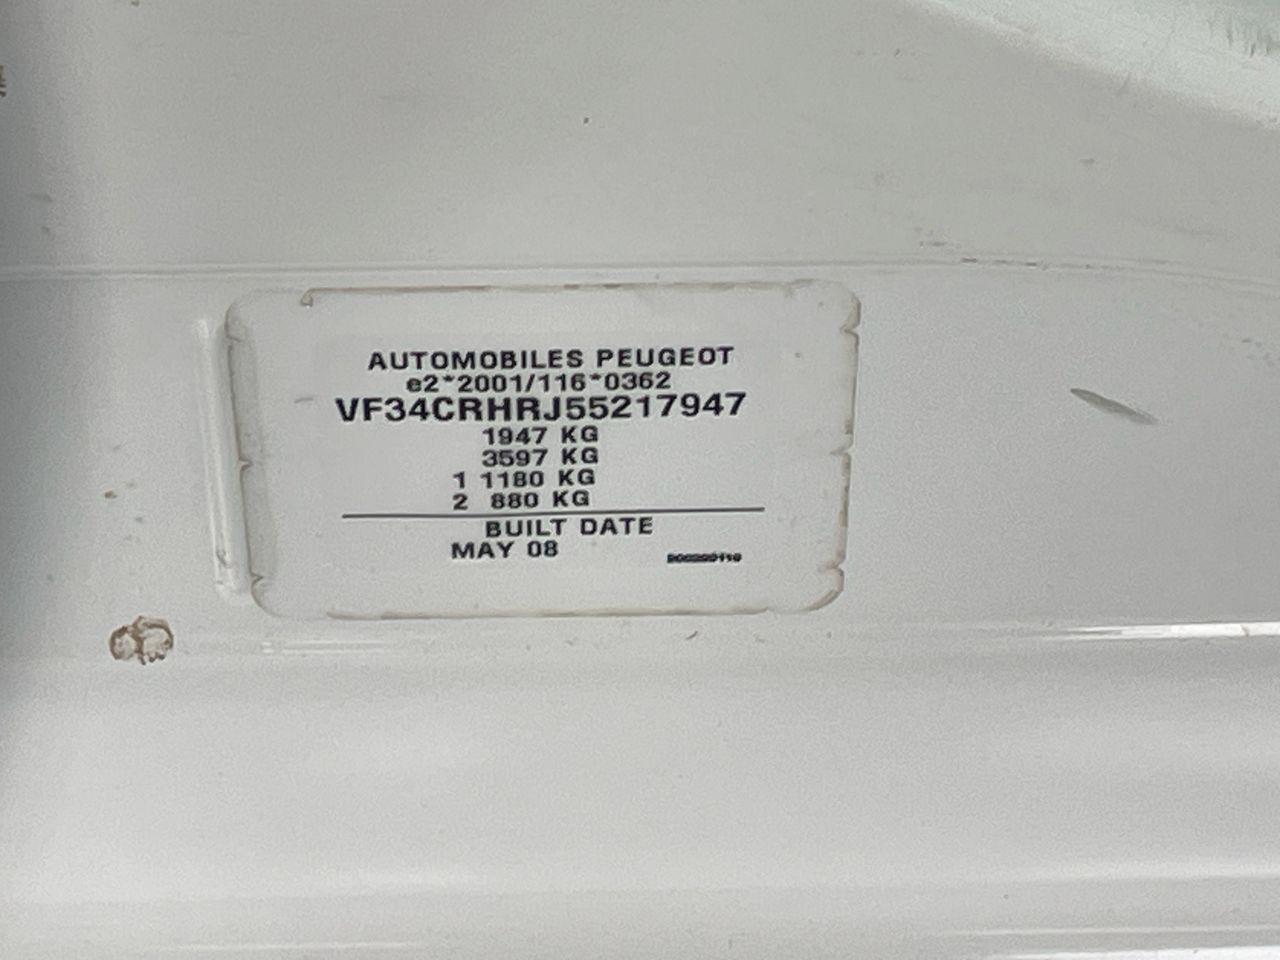 AUTOMOBILES PEUGEOT
e2*2001/116*0362
VF34CRHRJ55217947
1947 KG
3597 KG
1 1180 KG
2 880 KG
BUILT DATE
MAY 08